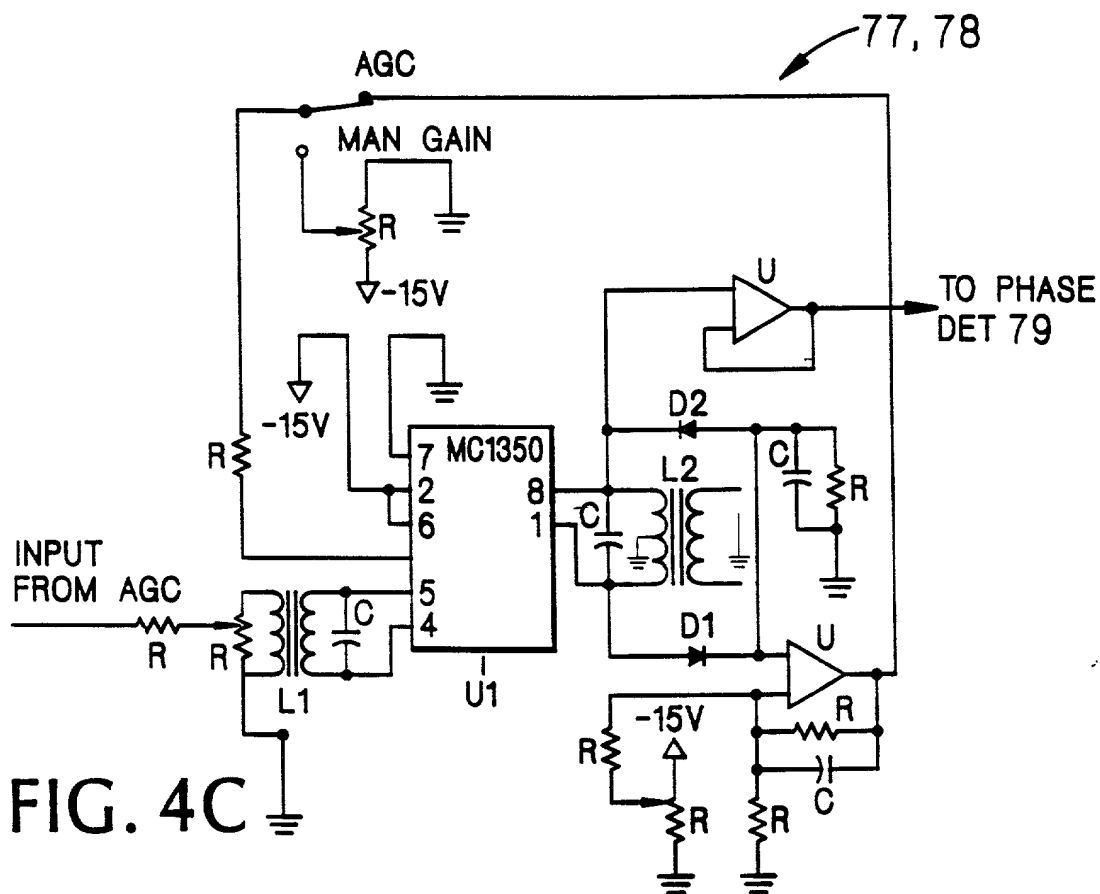 77, 78
AGC
MAN GAIN
R
-15V
U
TO PHASE
DET 79
-15V
D2
R
7
MC1350
2
8
L2
C
R
6
1
C
INPUT
FROM AGC
5
C
4
D1
U
R
R
L1
U1
-15V
R
R
C
R
R
FIG. 4C